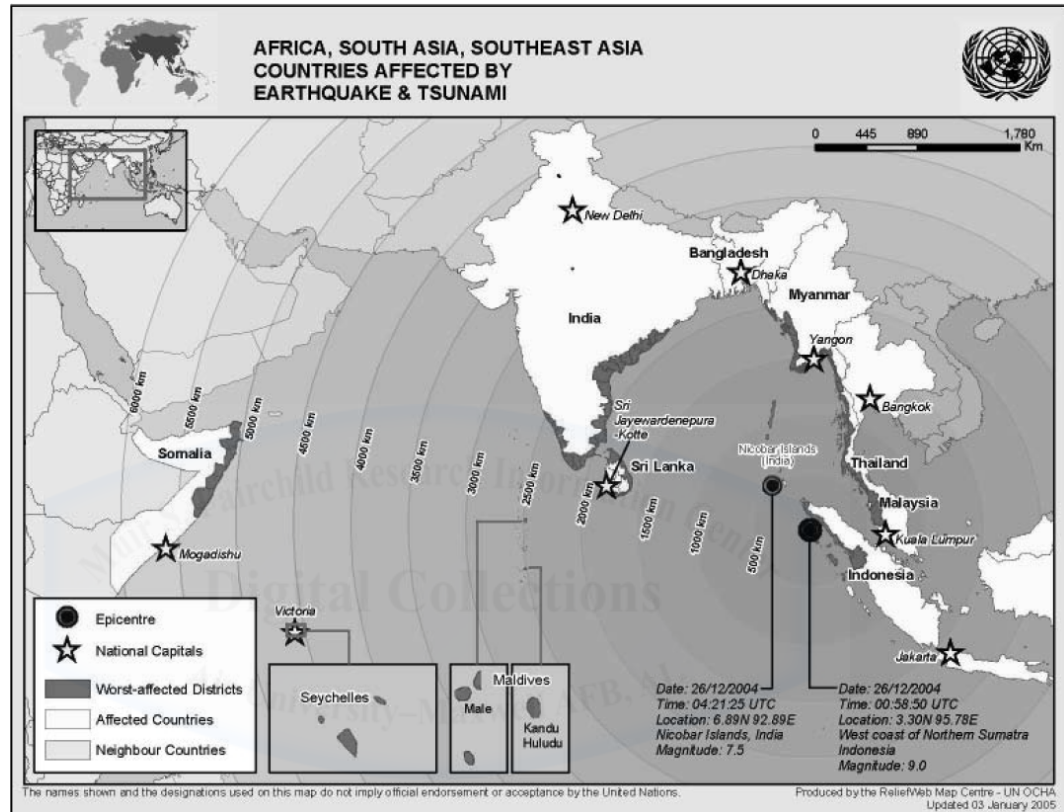 AFRICA, SOUTH ASIA, SOUTHEAST ASIA
COUNTRIES AFFECTED BY
EARTHQUAKE & TSUNAMI
0 445 890 1,780
Km
New Delhi
Bangladesh
Dhaka
Myanmar
India
Yangon
Bangkok
6000 km
5500 km
5000 km
4500 km
4000 km
3500 km
3000 km
2500 km
2000 km
1500 km
1000 km
500 km
Sri
Jayewardenepura
-Kotte
Nicobar Islands
(India)
Somalia
Sri Lanka
Thailand
Malaysia
Mogadishu
Kuala Lumpur
Indonesia
Digital Collections
Victoria
Jakarta
Epicentre
National Capitals
Worst-affected Districts
Affected Countries
Neighbour Countries
Seychelles
Maldives
Male
Kandu
Huludu
Date: 26/12/2004
Time: 04:21:25 UTC
Location: 6.89N 92.89E
Nicobar Islands, India
Magnitude: 7.5
Date: 26/12/2004
Time: 00:58:50 UTC
Location: 3.30N 95.78E
West coast of Northern Sumatra
Indonesia
Magnitude: 9.0
The names shown and the designations used on this map do not imply official endorsement or acceptance by the United Nations.
Produced by the ReliefWeb Map Centre - UN OCHA
Updated 03 January 2005